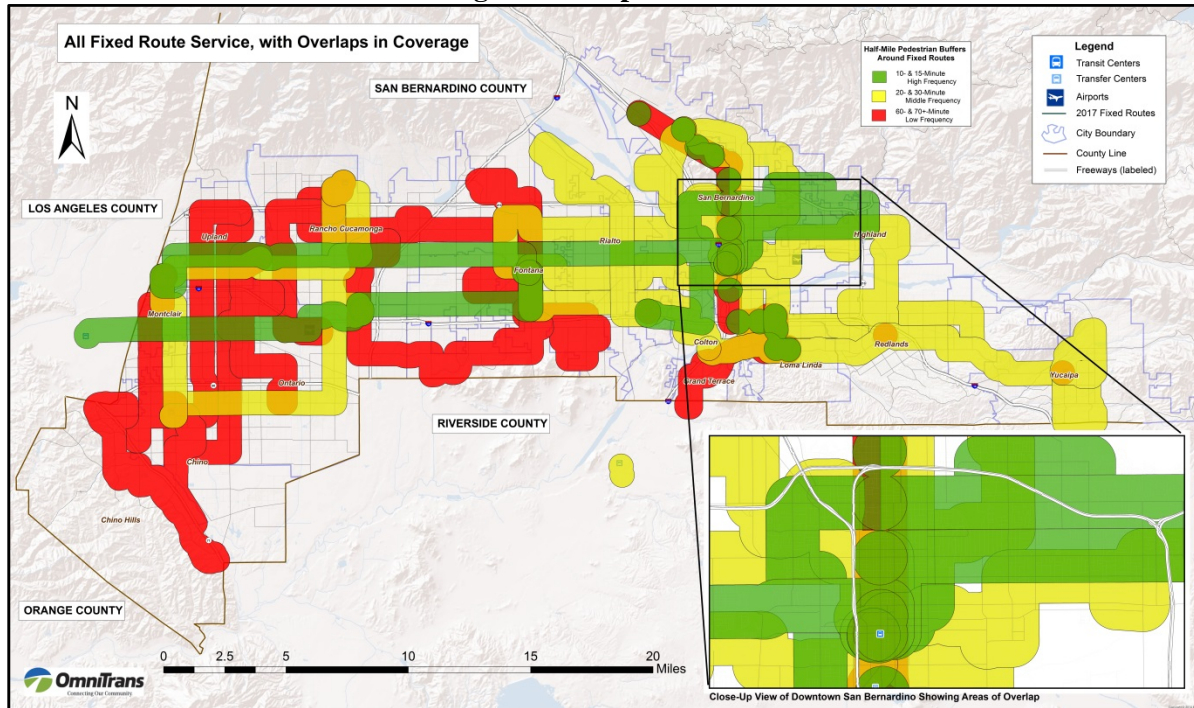 All Fixed Route Service, with Overlaps in Coverage
Half-Mile Pedestrian Buffers
Around Fixed Routes
10- & 15-Minute
High Frequency
20- & 30-Minute
Middle Frequency
60- & 70+-Minute
Low Frequency
Legend
Transit Centers
Transfer Centers
Airports
2017 Fixed Routes
City Boundary
County Line
Freeways (labeled)
N
SAN BERNARDINO COUNTY
LOS ANGELES COUNTY
San Bernardino
Upland
Rancho Cucamonga
Rialto
Highland
Fontana
Montclair
Colton
Redlands
Loma Linda
Yucaipa
Ontario
Grand Terrace
RIVERSIDE COUNTY
Chino
Chino Hills
ORANGE COUNTY
0 2.5 5 10 15 20
Miles
OmniTrans
Connecting Our Community
Close-Up View of Downtown San Bernardino Showing Areas of Overlap